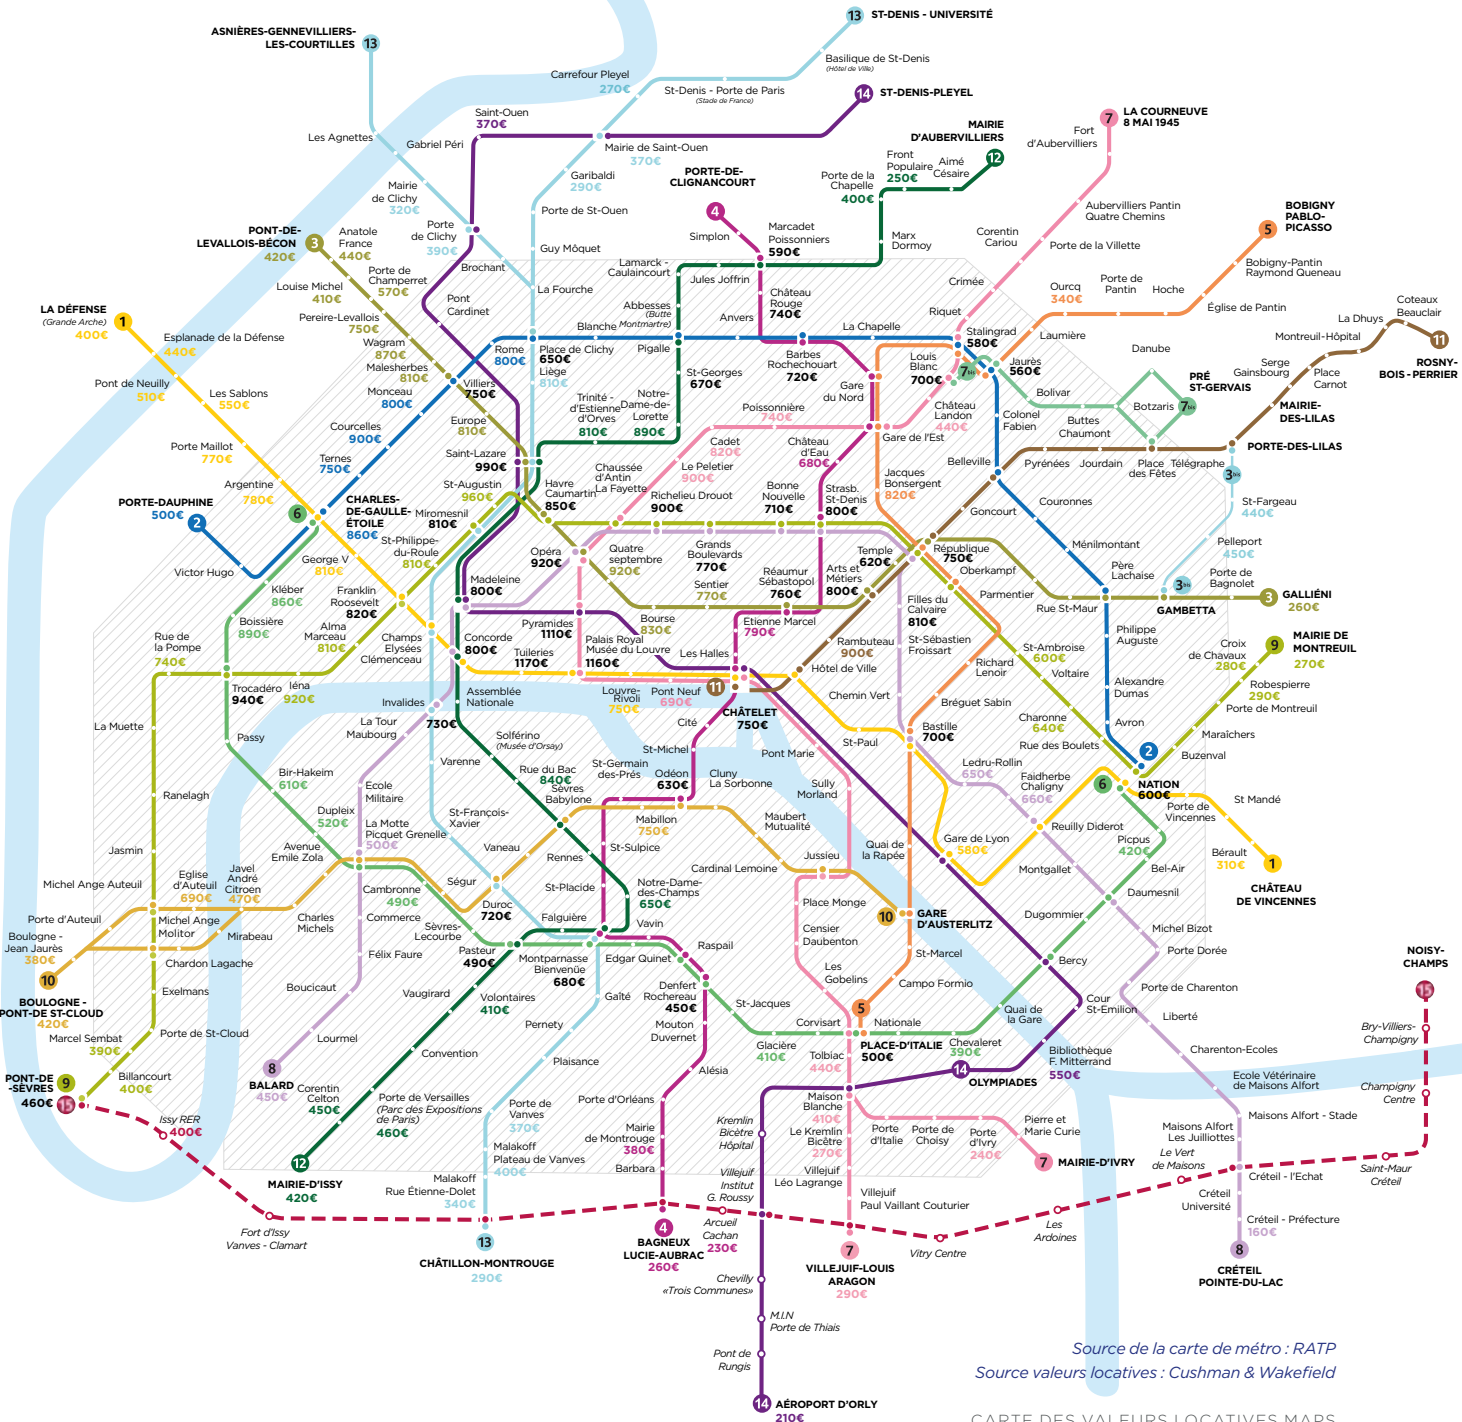 ASNIÈRES-GENNEVILLIERS-
LES-COURTILLES
13
13
ST-DENIS - UNIVERSITÉ
Basilique de St-Denis
(Hôtel de Ville)
Carrefour Pleyel
270€
St-Denis - Porte de Paris
(Stade de France)
14
ST-DENIS-PLEYEL
Saint-Ouen
370€
Les Agnettes
Gabriel Péri
Mairie de Saint-Ouen
370€
MAIRIE
D'AUBERVILLIERS
12
7
LA COURNEUVE
8 MAI 1945
Fort
d'Aubervilliers
Front
Populaire
250€
Aimé
Césaire
Porte de la
Chapelle
400€
Mairie
de Clichy
320€
Garibaldi
290€
PORTE-DE-
CLIGNANCOURT
4
Porte de St-Ouen
Porte
de Clichy
390€
Simplon
Marcadet
Poissonniers
590€
Marx
Dormoy
Aubervilliers Pantin
Quatre Chemins
Corentin
Cariou
Porte de la Villette
BOBIGNY
PABLO-
PICASSO
5
Bobigny-Pantin
Raymond Queneau
PONT-DE-
LEVALLOIS-BÉCON
420€
3
Anatole
France
440€
Guy Môquet
Brochant
Lamarck -
Caulaincourt
Jules Joffrin
Porte de
Champerret
570€
Louise Michel
410€
La Fourche
Crimée
Ourcq
340€
Porte de
Pantin
Hoche
Église de Pantin
LA DÉFENSE
(Grande Arche)
400€
1
Pont
Cardinet
Pereire-Levallois
750€
Abbesses
(Butte
Montmartre)
Château
Rouge
740€
Anvers
Riquet
Coteaux
Beauclair
La Dhuys
Montreuil-Hôpital
11
ROSNY-
BOIS - PERRIER
Esplanade de la Défense
440€
Wagram
870€
Malesherbes
810€
Blanche
La Chapelle
Stalingrad
580€
Laumière
Danube
Serge
Gainsbourg
Place
Carnot
Rome
800€
Place de Clichy
650€
Liège
810€
Pigalle
Barbes
Rochechouart
720€
Louis
Blanc
700€
7bis
Jaurès
560€
Pont de Neuilly
510€
Les Sablons
550€
Monceau
800€
Villiers
750€
St-Georges
670€
Gare
du Nord
Bolivar
PRÉ
ST-GERVAIS
7bis
Botzaris
MAIRIE-
DES-LILAS
Courcelles
900€
Europe
810€
Trinité -
d'Estienne
d'Orves
810€
Notre-
Dame-de-
Lorette
890€
Poissonnière
740€
Château
Landon
440€
Colonel
Fabien
Buttes
Chaumont
Porte Maillot
770€
Ternes
750€
Saint-Lazare
990€
Cadet
820€
Château
d'Eau
680€
Gare de l'Est
PORTE-DES-LILAS
Belleville
Pyrénées
Jourdain
Place
des Fêtes
Télégraphe
3bis
Argentine
780€
St-Augustin
960€
Chaussée
d'Antin
La Fayette
Le Peletier
900€
Jacques
Bonsergent
820€
PORTE-DAUPHINE
500€
2
6
CHARLES-
DE-GAULLE-
ÉTOILE
860€
Miromesnil
810€
Havre
Caumartin
850€
Richelieu Drouot
900€
Bonne
Nouvelle
710€
Strasb.
St-Denis
800€
Goncourt
Couronnes
St-Fargeau
440€
St-Philippe-
du-Roule
810€
Victor Hugo
George V
810€
Opéra
920€
Quatre
septembre
920€
Grands
Boulevards
770€
Temple
620€
République
750€
Ménilmontant
Pelleport
450€
Kléber
860€
Franklin
Roosevelt
820€
Madeleine
800€
Sentier
770€
Réaumur
Sébastopol
760€
Arts et
Métiers
800€
Oberkampf
Père
Lachaise
3bis
Porte de
Bagnolet
Parmentier
Rue St-Maur
GAMBETTA
3
GALLIÉNI
260€
Boissière
890€
Alma
Marceau
810€
Champs
Elysées
Clémenceau
Concorde
800€
Pyramides
1110€
Bourse
830€
Etienne Marcel
790€
Filles du
Calvaire
810€
Rue de
la Pompe
740€
Tuileries
1170€
Palais Royal
Musée du Louvre
1160€
Les Halles
Rambuteau
900€
St-Sébastien
Froissart
St-Ambroise
600€
Philippe
Auguste
Croix
de Chavaux
280€
9
MAIRIE DE
MONTREUIL
270€
Hôtel de Ville
Richard
Lenoir
Voltaire
Trocadéro
940€
Iéna
920€
Louvre-
Rivoli
750€
Pont Neuf
690€
11
CHÂTELET
750€
Chemin Vert
Bréguet Sabin
Alexandre
Dumas
Robespierre
290€
Porte de Montreuil
Invalides
730€
Assemblée
Nationale
La Muette
La Tour
Maubourg
Cité
Charonne
640€
Avron
Maraîchers
Passy
Solférino
(Musée d'Orsay)
St-Michel
Pont Marie
St-Paul
Bastille
700€
Rue des Boulets
2
Buzenval
Bir-Hakeim
610€
Varenne
Rue du Bac
840€
St-Germain
des-Prés
Odéon
630€
Cluny
La Sorbonne
Sully
Morland
Ledru-Rollin
650€
Faidherbe
Chaligny
660€
6
NATION
600€
Ranelagh
Ecole
Militaire
Sèvres
Babylone
Porte de
Vincennes
St Mandé
Dupleix
520€
La Motte
Picquet Grenelle
500€
St-François-
Xavier
Mabillon
750€
Maubert
Mutualité
Reuilly Diderot
Picpus
420€
Jasmin
Avenue
Emile Zola
Vaneau
St-Sulpice
Quai de
la Rapée
Gare de Lyon
580€
Bérault
310€
1
CHÂTEAU
DE VINCENNES
Rennes
Jussieu
Cardinal Lemoine
Montgallet
Bel-Air
Michel Ange Auteuil
Eglise
d'Auteuil
690€
Javel
André
Citroen
470€
Ségur
St-Placide
Notre-Dame-
des-Champs
650€
Daumesnil
Cambronne
490€
Duroc
720€
Place Monge
10
GARE
D'AUSTERLITZ
Dugommier
Porte d'Auteuil
Michel Ange
Molitor
Charles
Michels
Commerce
Falguière
Vavin
Michel Bizot
Boulogne -
Jean Jaurès
380€
Mirabeau
Sèvres-
Lecourbe
Censier
Daubenton
Chardon Lagache
Félix Faure
Pasteur
490€
Montparnasse
Bienvenüe
680€
Edgar Quinet
Raspail
St-Marcel
Bercy
Porte Dorée
NOISY-
CHAMPS
15
10
BOULOGNE -
PONT-DE ST-CLOUD
420€
Exelmans
Boucicaut
Vaugirard
Volontaires
410€
Gaîté
Denfert
Rochereau
450€
Les
Gobelins
Campo Formio
Porte de Charenton
St-Jacques
5
Cour
St-Emilion
Marcel Sembat
390€
Porte de St-Cloud
Lourmel
Pernety
Mouton
Duvernet
Corvisart
Nationale
Quai de
la Gare
Liberté
Bry-Villiers-
Champigny
Glacière
410€
PLACE-D'ITALIE
500€
Chevaleret
390€
Convention
Plaisance
Tolbiac
440€
Bibliothèque
F. Mitterrand
550€
Charenton-Ecoles
PONT-DE
-SÈVRES
460€
9
15
Billancourt
400€
8
BALARD
450€
Corentin
Celton
450€
Alésia
14
OLYMPIADES
Ecole Vétérinaire
de Maisons Alfort
Champigny
Centre
Issy RER
400€
Porte de Versailles
(Parc des Expositions
de Paris)
460€
Porte de
Vanves
370€
Porte d'Orléans
Maison
Blanche
410€
Maisons Alfort - Stade
Kremlin
Bicètre
Hôpital
Le Kremlin
Bicêtre
270€
Porte
d'Italie
Porte de
Choisy
Porte
d'Ivry
240€
Pierre et
Marie Curie
Maisons Alfort
Les Juilliottes
Mairie
de Montrouge
380€
Malakoff
Plateau de Vanves
400€
12
MAIRIE-D'ISSY
420€
Barbara
7
MAIRIE-D'IVRY
Le Vert
de Maisons
Saint-Maur
Créteil
Malakoff
Rue Étienne-Dolet
340€
Villejuif
Institut
G. Roussy
Villejuif
Léo Lagrange
Créteil - l'Echat
Fort d'Issy
Vanves - Clamart
Arcueil
Cachan
230€
Villejuif
Paul Vaillant Couturier
Créteil
Université
Les
Ardoines
Créteil - Préfecture
160€
13
CHÂTILLON-MONTROUGE
290€
4
BAGNEUX
LUCIE-AUBRAC
260€
7
VILLEJUIF-LOUIS
ARAGON
290€
Vitry Centre
8
CRÉTEIL
POINTE-DU-LAC
Chevilly
«Trois Communes»
M.I.N
Porte de Thiais
Pont de
Rungis
14
AÉROPORT D'ORLY
210€
Source de la carte de métro : RATP
Source valeurs locatives : Cushman & Wakefield
CARTE DES VALEURS LOCATIVES MAPS